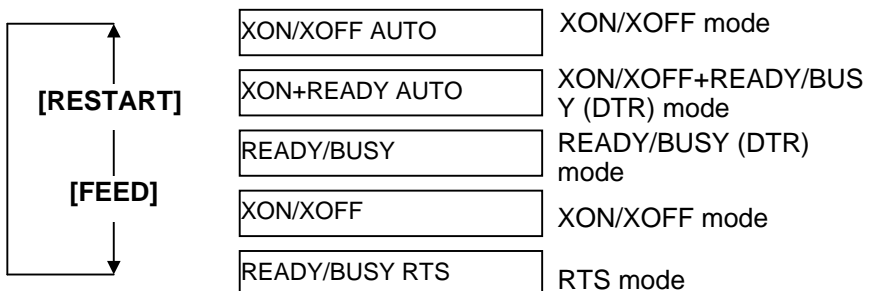 XON/XOFF AUTO XON/XOFF mode
[RESTART]
XON+READY AUTO XON/XOFF+READY/BUS
Y (DTR) mode
READY/BUSY READY/BUSY (DTR)
mode
[FEED]
XON/XOFF XON/XOFF mode
READY/BUSY RTS RTS mode